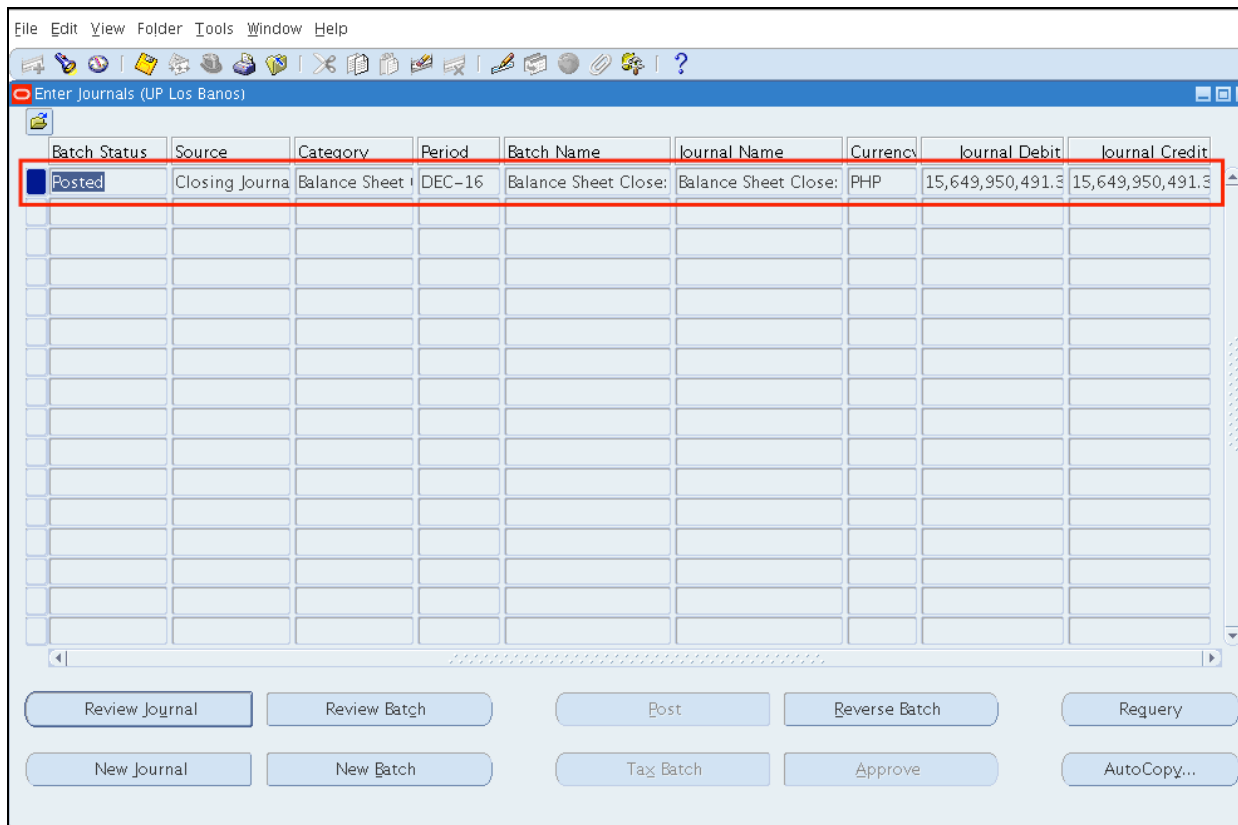 File Edit View Folder Tools Window Help
Enter Journals (UP Los Banos)
Batch Status Source Category Period Batch Name Journal Name Currency Journal Debit Journal Credit
Posted Closing Journa Balance Sheet DEC-16 Balance Sheet Close: Balance Sheet Close: PHP 15,649,950,491.3 15,649,950,491.3
Review Journal Review Batch Post Reverse Batch Requery
New Journal New Batch Tax Batch Approve AutoCopy...